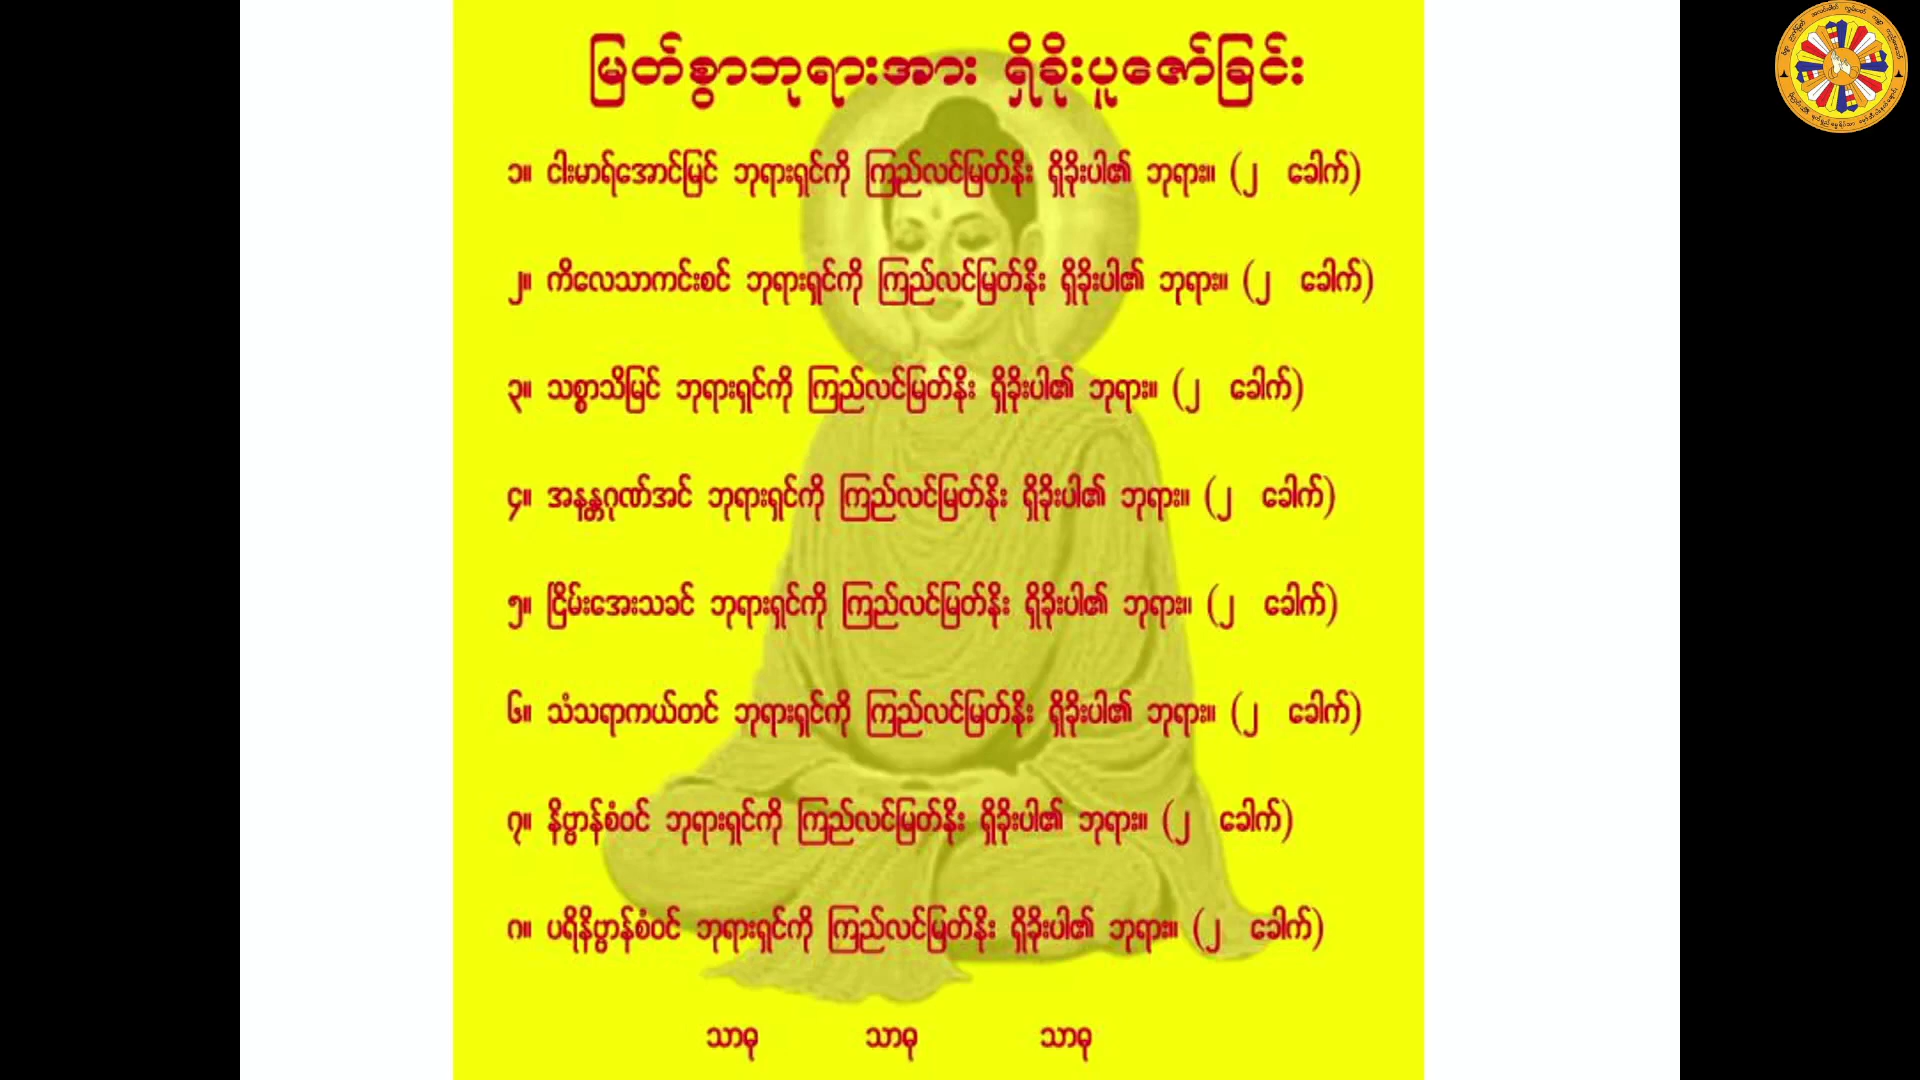 မြတ်စွာဘုရားအား ရှိခိုးပူဇော်ခြင်း
၁။ ငါးမာရ်အောင်မြင် ဘုရားရှင်ကို ကြည်လင်မြတ်နိုး ရှိခိုးပါ၏ ဘုရား။ (၂ ခေါက်)
၂။ ကိလေသာကင်းစင် ဘုရားရှင်ကို ကြည်လင်မြတ်နိုး ရှိခိုးပါ၏ ဘုရား။ (၂ ခေါက်)
၃။ သစ္စာသိမြင် ဘုရားရှင်ကို ကြည်လင်မြတ်နိုး ရှိခိုးပါ၏ ဘုရား။ (၂ ခေါက်)
၄။ အနန္တဂုဏ်အင် ဘုရားရှင်ကို ကြည်လင်မြတ်နိုး ရှိခိုးပါ၏ ဘုရား။ (၂ ခေါက်)
၅။ ငြိမ်းအေးသခင် ဘုရားရှင်ကို ကြည်လင်မြတ်နိုး ရှိခိုးပါ၏ ဘုရား။ (၂ ခေါက်)
၆။ သံသရာကယ်တင် ဘုရားရှင်ကို ကြည်လင်မြတ်နိုး ရှိခိုးပါ၏ ဘုရား။ (၂ ခေါက်)
၇။ နိဗ္ဗာန်စံဝင် ဘုရားရှင်ကို ကြည်လင်မြတ်နိုး ရှိခိုးပါ၏ ဘုရား။ (၂ ခေါက်)
၈။ ပရိနိဗ္ဗာန်စံဝင် ဘုရားရှင်ကို ကြည်လင်မြတ်နိုး ရှိခိုးပါ၏ ဘုရား။ (၂ ခေါက်)
သာဓု သာဓု သာဓု